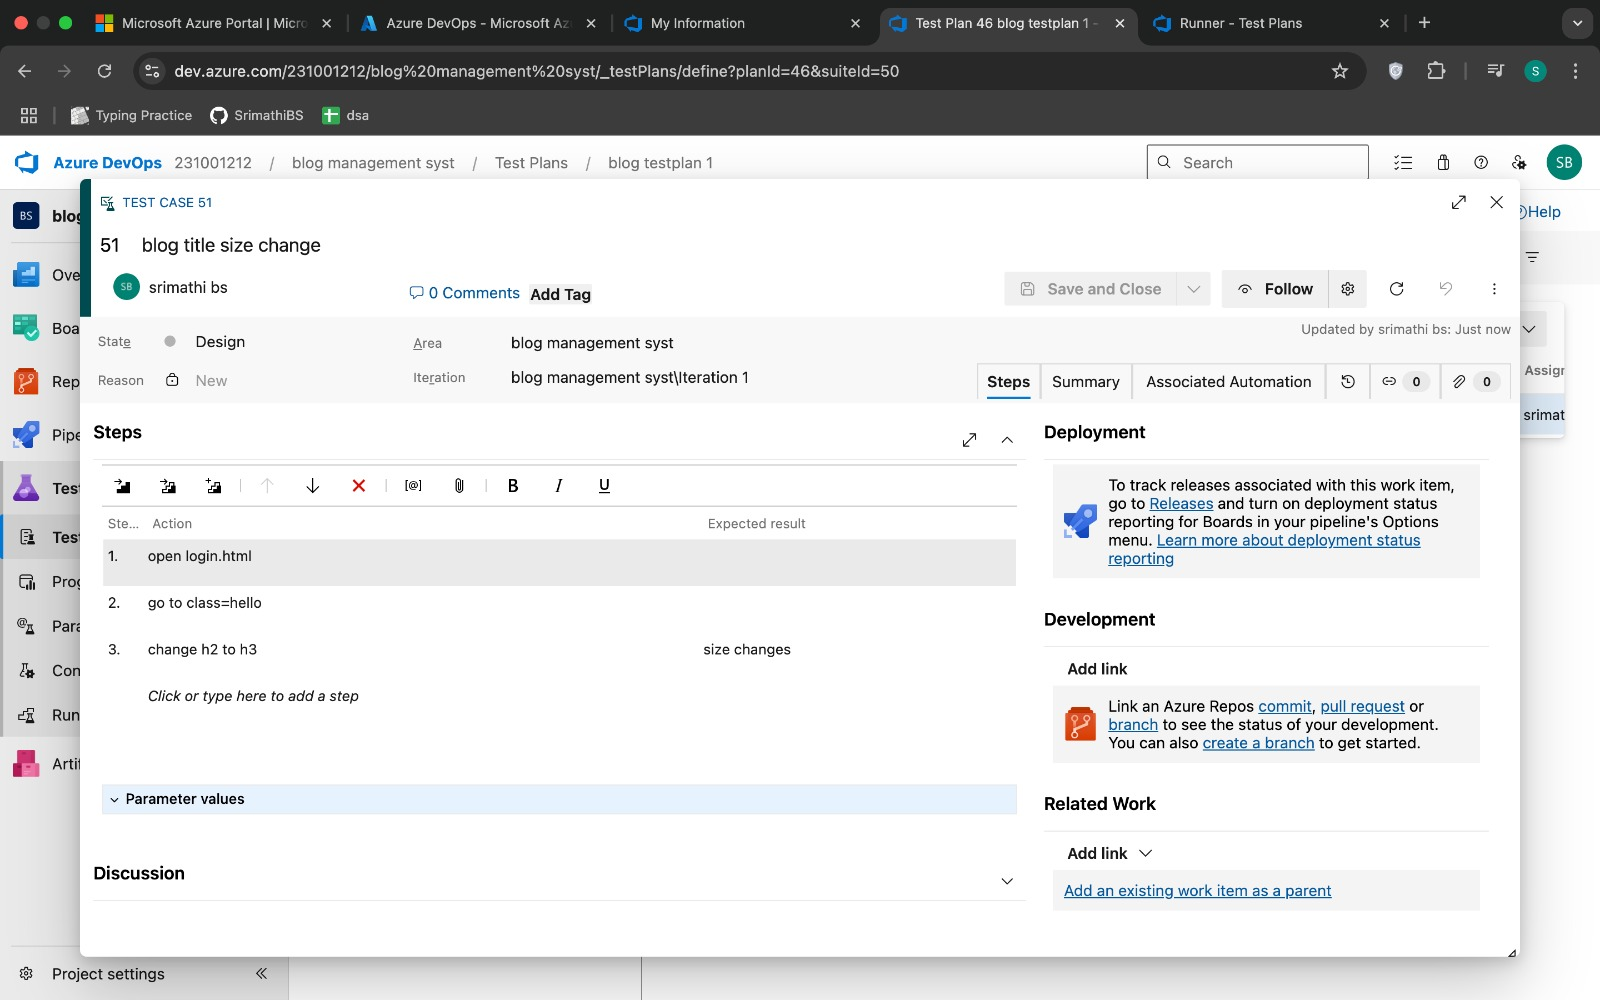 Microsoft Azure Portal | Micro
Azure DevOps - Microsoft Az
My Information
Test Plan 46 blog testplan 1 -
Runner - Test Plans
dev.azure.com/231001212/blog%20management%20syst/_testPlans/define?planId=46&suiteId=50
S
Typing Practice
SrimathiBS
dsa
Azure DevOps
231001212 / blog management syst / Test Plans / blog testplan 1
Search
SB
BS
blog
Help
TEST CASE 51
51 blog title size change
SB
srimathi bs
0 Comments
Add Tag
Save and Close
Follow
Updated by srimathi bs: Just now
State
Design
Area
blog management syst
Reason
New
Iteration
blog management syst\Iteration 1
Steps
Summary
Associated Automation
0
0
Assign
srimat
Ove
Boa
Rep
Pipe
Test
Test
Prog
Para
Con
Run
Artif
Steps
[@]
B
I
U
Ste...
Action
Expected result
1. open login.html
2. go to class=hello
3. change h2 to h3
size changes
Click or type here to add a step
Parameter values
Discussion
Deployment
To track releases associated with this work item,
go to Releases and turn on deployment status
reporting for Boards in your pipeline's Options
menu. Learn more about deployment status
reporting
Development
Add link
Link an Azure Repos commit, pull request or
branch to see the status of your development.
You can also create a branch to get started.
Related Work
Add link
Add an existing work item as a parent
Project settings